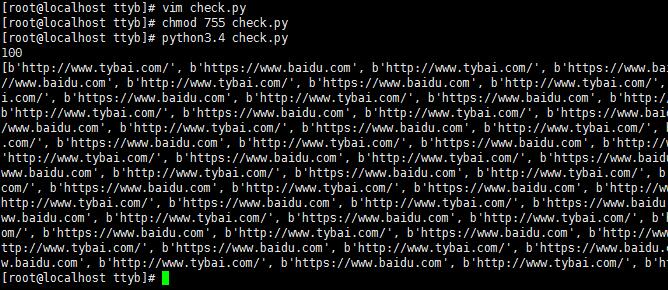 [root@localhost ttyb]# vim check.py
[root@localhost ttyb]# chmod 755 check.py
[root@localhost ttyb]# python3.4 check.py
100
[b'http://www.tybai.com/', b'https://www.baidu.com', b'http://www.tybai.com/', b'https://www.ba
//www.baidu.com', b'http://www.tybai.com/', b'https://www.baidu.com', b'http://www.tybai.com/'
i.com/', b'https://www.baidu.com', b'http://www.tybai.com/', b'https://www.baidu.com', b'http:/
b'http://www.tybai.com/', b'https://www.baidu.com', b'http://www.tybai.com/', b'https://www.bai
/www.baidu.com', b'http://www.tybai.com/', b'https://www.baidu.com', b'http://www.tybai.com/',
.com/', b'https://www.baidu.com', b'http://www.tybai.com/', b'https://www.baidu.com', b'http://
'http://www.tybai.com/', b'https://www.baidu.com', b'http://www.tybai.com/', b'https://www.baid
www.baidu.com', b'http://www.tybai.com/', b'https://www.baidu.com', b'http://www.tybai.com/', b
com/', b'https://www.baidu.com', b'http://www.tybai.com/', b'https://www.baidu.com', b'http://w
http://www.tybai.com/', b'https://www.baidu.com', b'http://www.tybai.com/', b'https://www.baidu
ww.baidu.com', b'http://www.tybai.com/', b'https://www.baidu.com', b'http://www.tybai.com/', b'
om/', b'https://www.baidu.com', b'http://www.tybai.com/', b'https://www.baidu.com', b'http://ww
ttp://www.tybai.com/', b'https://www.baidu.com', b'http://www.tybai.com/', b'https://www.baidu.
w.baidu.com', b'http://www.tybai.com/', b'https://www.baidu.com', b'http://www.tybai.com/', b'h
[root@localhost ttyb]#